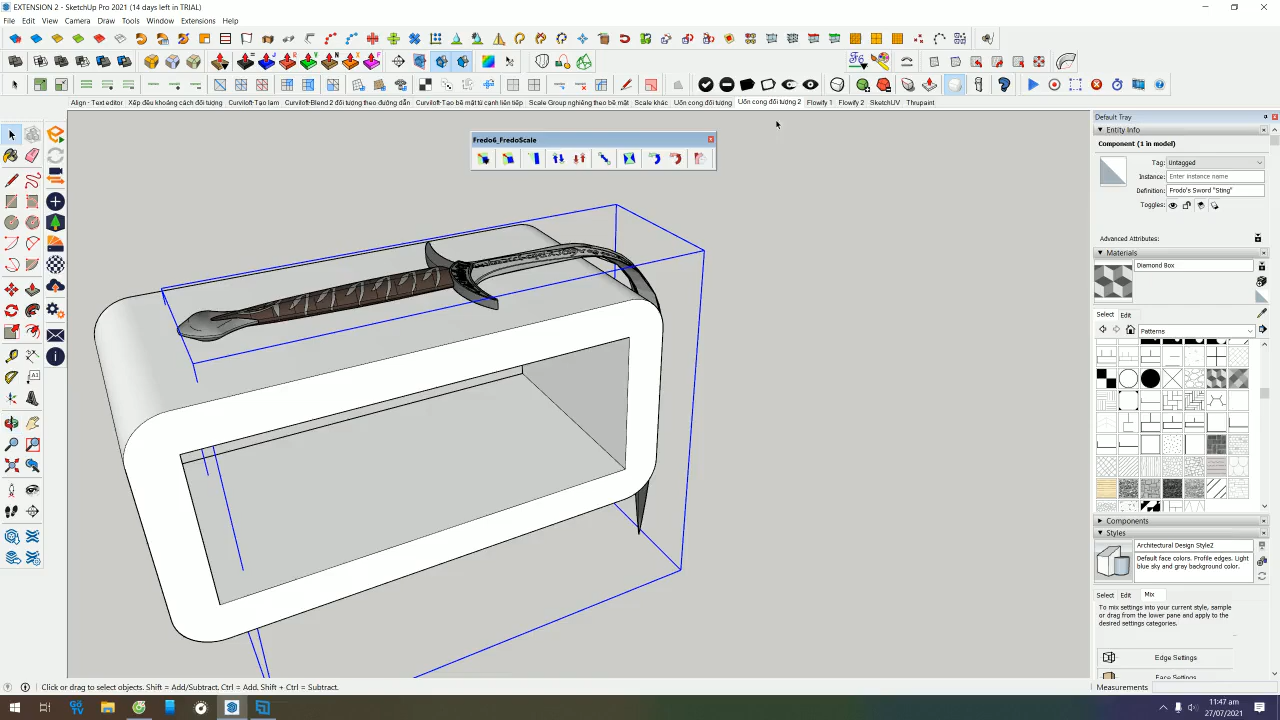 EXTENSION 2 - SketchUp Pro 2021 (14 days left in TRIAL)
File Edit View Camera Draw Tools Window Extensions Help
Align - Text editor Xếp đều khoảng cách đối tượng Curviloft-Tạo lam Curviloft-Blend 2 đối tượng theo đường dẫn Curviloft-Tạo bề mặt từ cạnh liên tiếp Scale Group nghiêng theo bề mặt Scale khác Uốn cong đối tượng Uốn cong đối tượng 2 Flowify 1 Flowify 2 SketchUV Thrupaint
Fredo6_FredoScale
Default Tray
Entity Info
Component (1 in model)
Tag: Untagged
Instance: Enter instance name
Definition: Frodo's Sword "Sting"
Toggles:
Advanced Attributes:
Materials
Diamond Box
Select Edit
Patterns
Components
Styles
Architectural Design Style2
Default face colors. Profile edges. Light
blue sky and gray background color.
Select Edit Mix
To mix settings into your current style, sample
or drag from the lower pane and apply to the
desired settings categories.
Edge Settings
Face Settings
Click or drag to select objects. Shift = Add/Subtract. Ctrl = Add. Shift + Ctrl = Subtract.
Measurements
11:47 am
27/07/2021